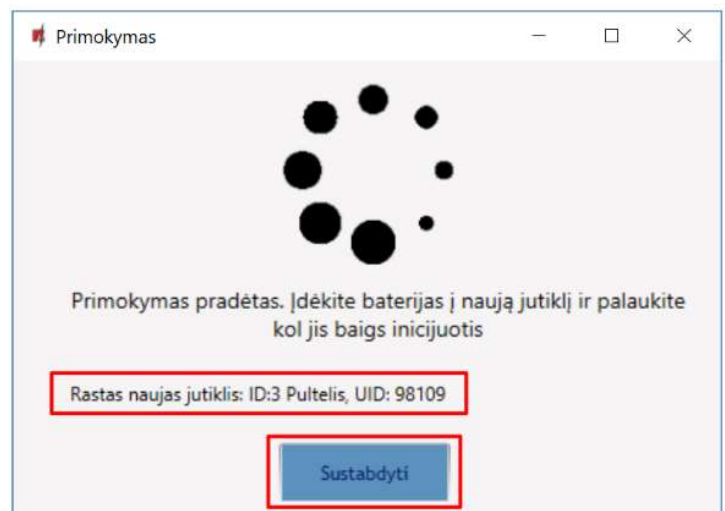 Primokymas
Primokymas pradėtas. Įdėkite baterijas į naują jutiklį ir palaukite
kol jis baigs inicijuotis
Rastas naujas jutiklis: ID:3 Pultelis, UID: 98109
Sustabdyti